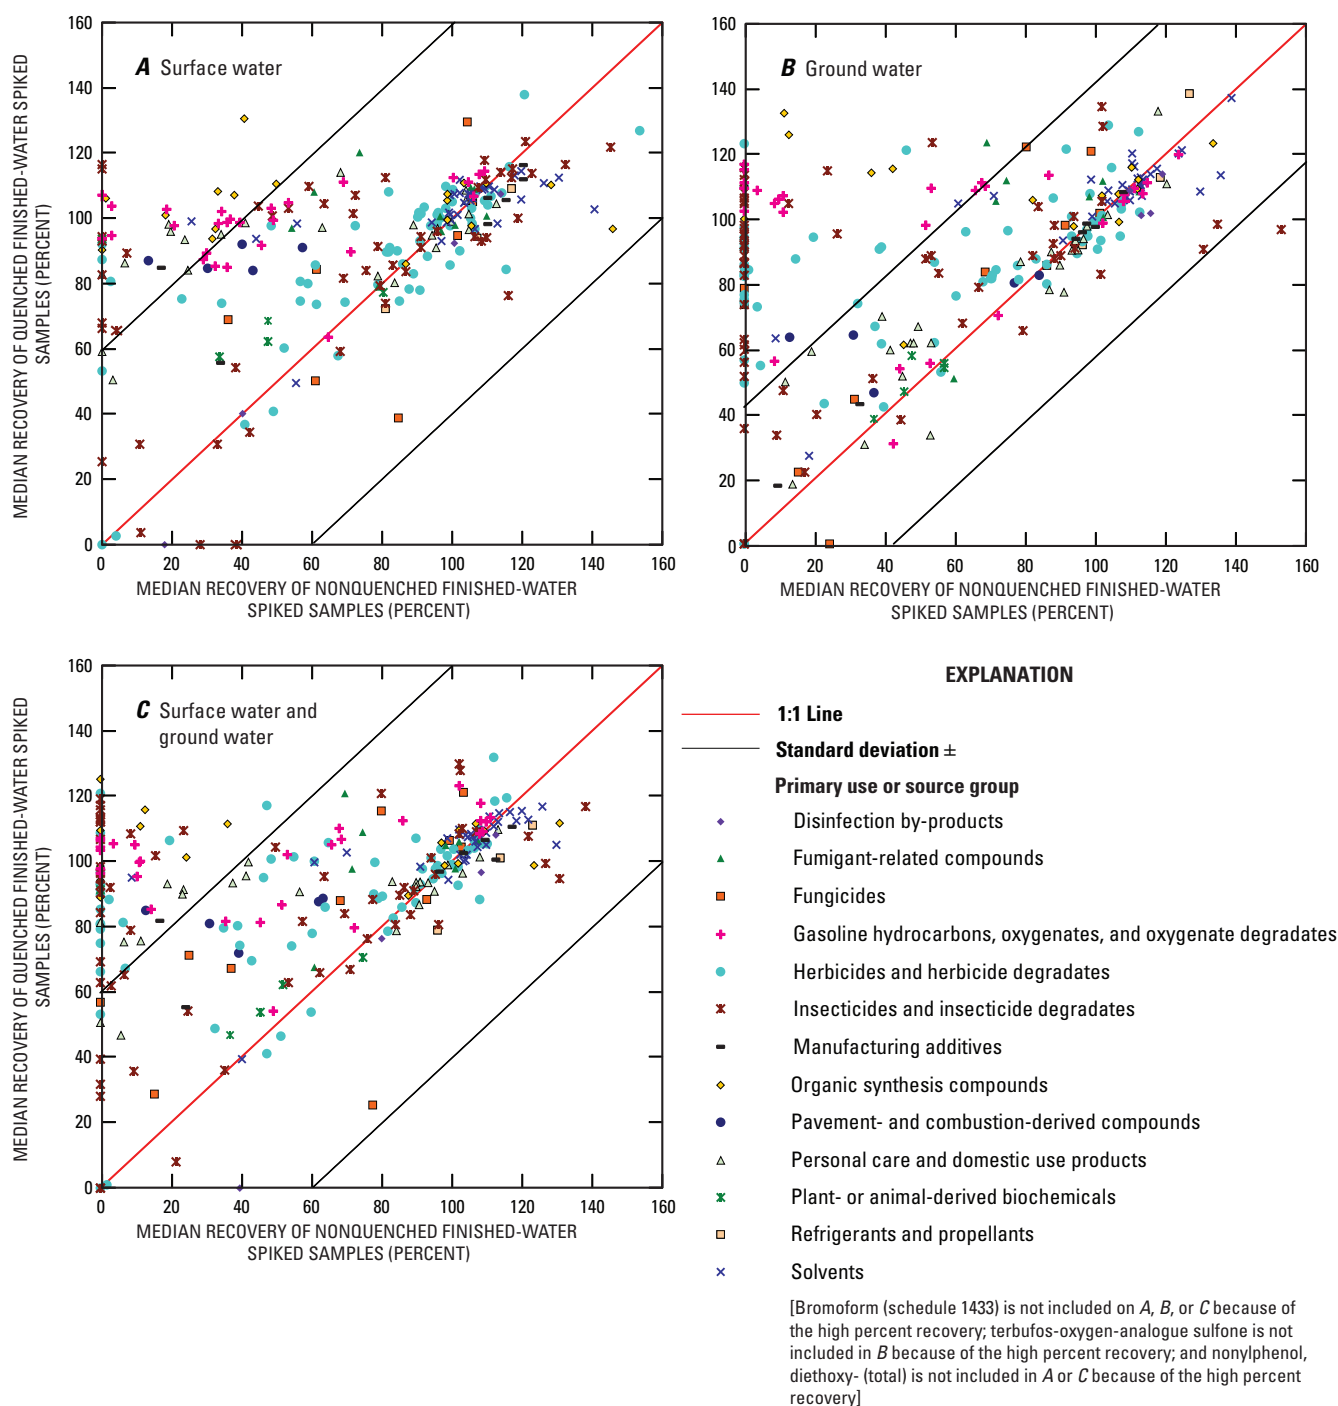 A Surface water
MEDIAN RECOVERY OF QUENCHED FINISHED-WATER SPIKED
SAMPLES (PERCENT)
160
140
120
100
80
60
40
20
0
0 20 40 60 80 100 120 140 160
MEDIAN RECOVERY OF NONQUENCHED FINISHED-WATER
SPIKED SAMPLES (PERCENT)
B Ground water
MEDIAN RECOVERY OF QUENCHED FINISHED-WATER SPIKED
SAMPLES (PERCENT)
160
140
120
100
80
60
40
20
0
0 20 40 60 80 100 120 140 160
MEDIAN RECOVERY OF NONQUENCHED FINISHED-WATER
SPIKED SAMPLES (PERCENT)
C Surface water and
ground water
MEDIAN RECOVERY OF QUENCHED FINISHED-WATER SPIKED
SAMPLES (PERCENT)
160
140
120
100
80
60
40
20
0
0 20 40 60 80 100 120 140 160
MEDIAN RECOVERY OF NONQUENCHED FINISHED-WATER
SPIKED SAMPLES (PERCENT)
EXPLANATION
1:1 Line
Standard deviation ±
Primary use or source group
Disinfection by-products
Fumigant-related compounds
Fungicides
Gasoline hydrocarbons, oxygenates, and oxygenate degradates
Herbicides and herbicide degradates
Insecticides and insecticide degradates
Manufacturing additives
Organic synthesis compounds
Pavement- and combustion-derived compounds
Personal care and domestic use products
Plant- or animal-derived biochemicals
Refrigerants and propellants
Solvents
[Bromoform (schedule 1433) is not included on A, B, or C because of
the high percent recovery; terbufos-oxygen-analogue sulfone is not
included in B because of the high percent recovery; and nonylphenol,
diethoxy- (total) is not included in A or C because of the high percent
recovery]